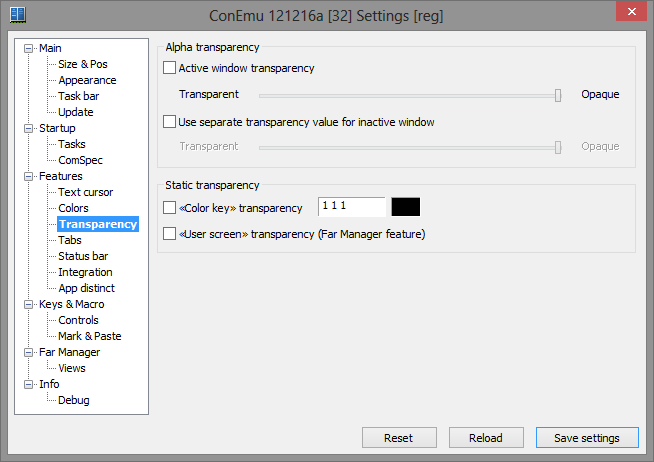 ConEmu 121216a [32] Settings [reg]
Main
Size & Pos
Appearance
Task bar
Update
Startup
Tasks
ComSpec
Features
Text cursor
Colors
Transparency
Tabs
Status bar
Integration
App distinct
Keys & Macro
Controls
Mark & Paste
Far Manager
Views
Info
Debug
Alpha transparency
Active window transparency
Transparent Opaque
Use separate transparency value for inactive window
Transparent Opaque
Static transparency
«Color key» transparency 1 1 1
«User screen» transparency (Far Manager feature)
Reset Reload Save settings